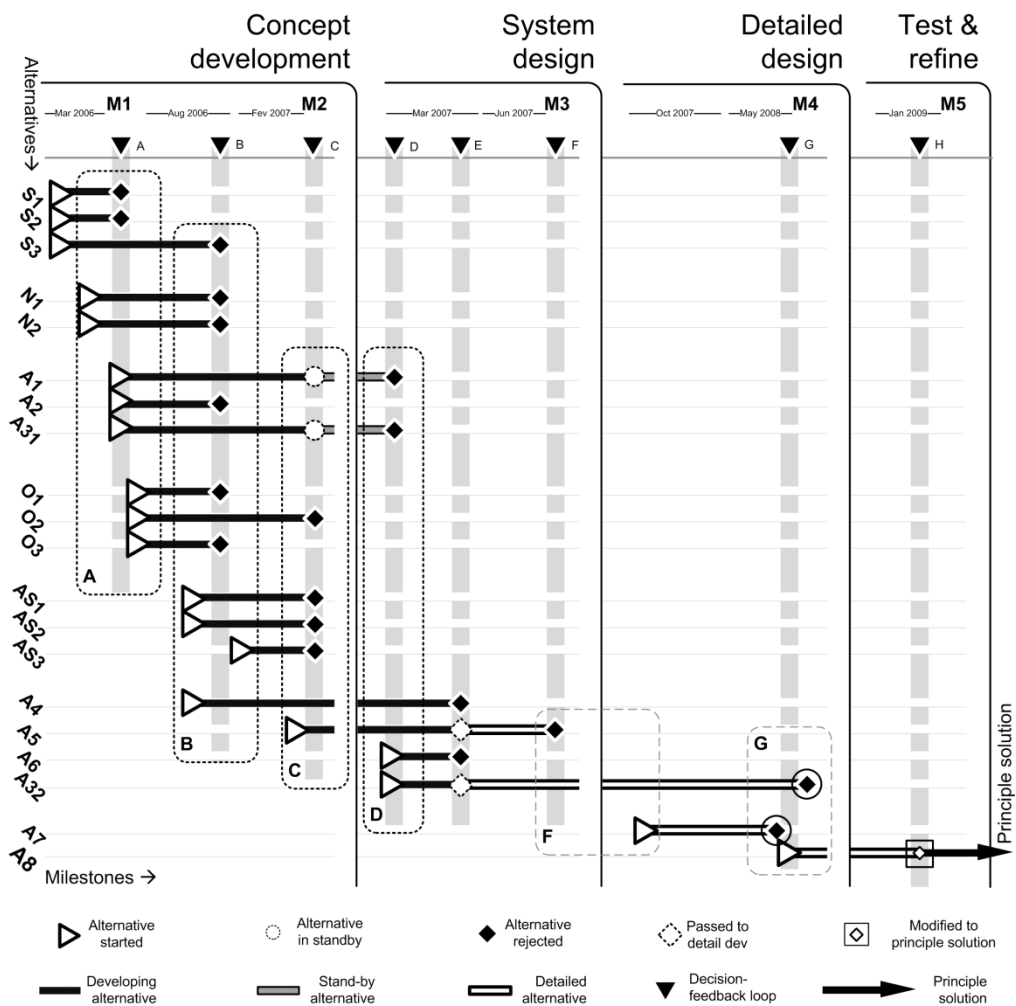 Concept
development
System
design
Detailed
design
Test &
refine
Alternatives →
M1
M2
M3
M4
M5
Mar 2006
Aug 2006
Fev 2007
Mar 2007
Jun 2007
Oct 2007
May 2008
Jan 2009
A
B
C
D
E
F
G
H
S1
S2
S3
N1
N2
A1
A2
A31
O1
O2
O3
A
AS1
AS2
AS3
A4
A5
A6
A32
A7
A8
B
C
D
F
G
Principle solution
Milestones →
Alternative
started
Alternative
in standby
Alternative
rejected
Passed to
detail dev
Modified to
principle solution
Developing
alternative
Stand-by
alternative
Detailed
alternative
Decision-
feedback loop
Principle
solution